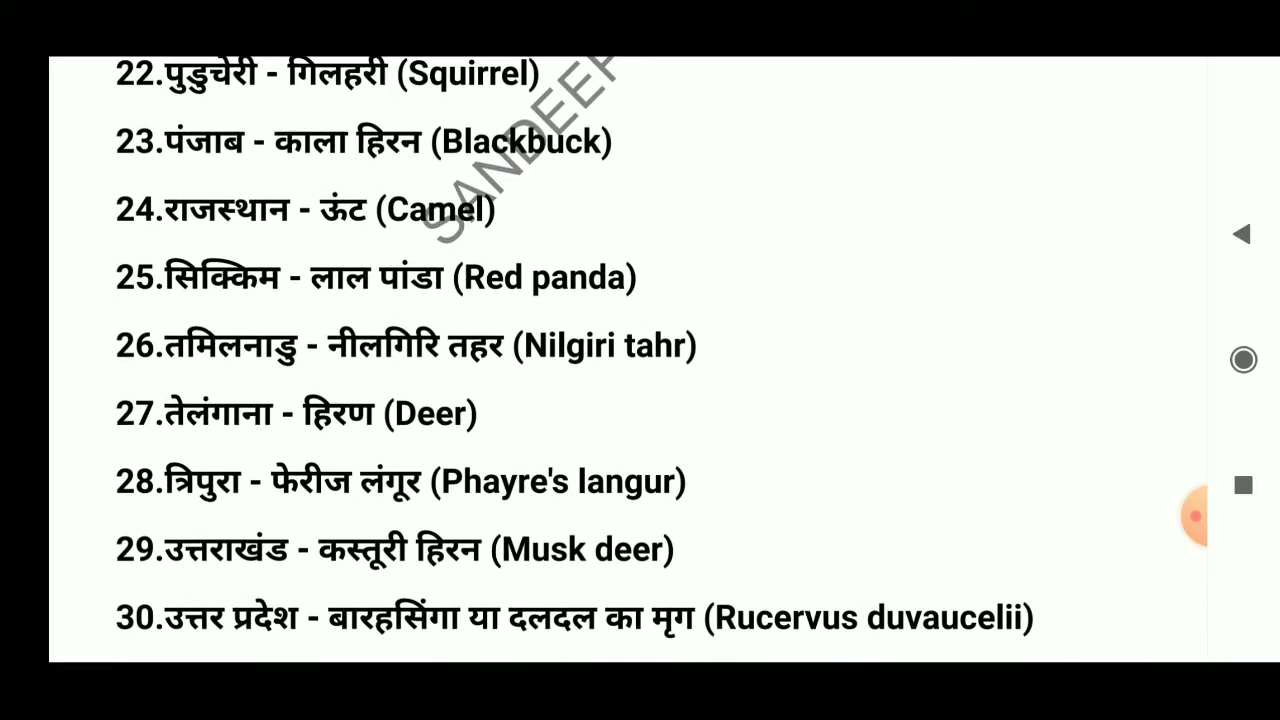 22.पुडुचेरी - गिलहरी (Squirrel)
23.पंजाब - काला हिरन (Blackbuck)
24.राजस्थान - ऊंट (Camel)
25.सिक्किम - लाल पांडा (Red panda)
26.तमिलनाडु - नीलगिरि तहर (Nilgiri tahr)
27.तेलंगाना - हिरण (Deer)
28.त्रिपुरा - फेरीज लंगूर (Phayre's langur)
29.उत्तराखंड - कस्तूरी हिरन (Musk deer)
30.उत्तर प्रदेश - बारहसिंगा या दलदल का मृग (Rucervus duvaucelii)
SANDEEP